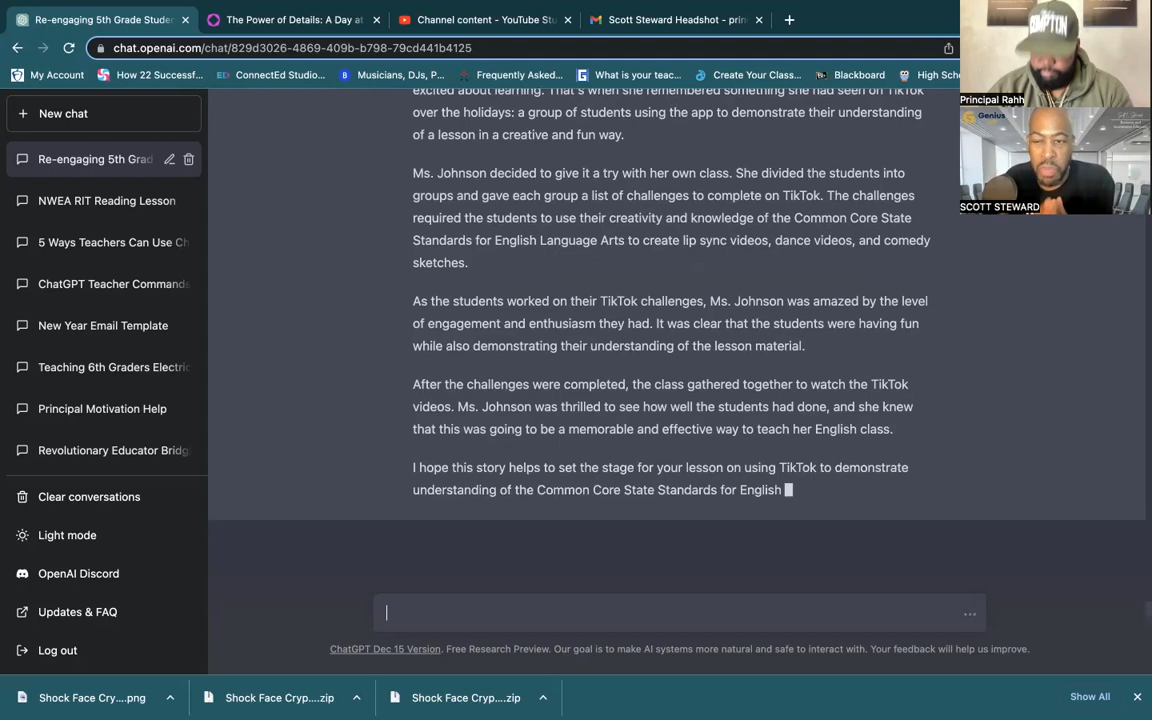 Re-engaging 5th Grade Studen
The Power of Details: A Day at
Channel content - YouTube Stu
Scott Steward Headshot - prin
chat.openai.com/chat/829d3026-4869-409b-b798-79cd441b4125
My Account
How 22 Successf...
ConnectEd Studio...
Musicians, DJs, P...
Frequently Asked...
What is your teac...
Create Your Class...
Blackboard
High Sch
COMPTON
Principal Rahh
Genius
SCOTT STEWARD
New chat
Re-engaging 5th Grad
NWEA RIT Reading Lesson
5 Ways Teachers Can Use Ch
ChatGPT Teacher Commands
New Year Email Template
Teaching 6th Graders Electric
Principal Motivation Help
Revolutionary Educator Bridg
Clear conversations
Light mode
OpenAI Discord
Updates & FAQ
Log out
excited about learning. That's when she remembered something she had seen on TikTok
over the holidays: a group of students using the app to demonstrate their understanding
of a lesson in a creative and fun way.
Ms. Johnson decided to give it a try with her own class. She divided the students into
groups and gave each group a list of challenges to complete on TikTok. The challenges
required the students to use their creativity and knowledge of the Common Core State
Standards for English Language Arts to create lip sync videos, dance videos, and comedy
sketches.
As the students worked on their TikTok challenges, Ms. Johnson was amazed by the level
of engagement and enthusiasm they had. It was clear that the students were having fun
while also demonstrating their understanding of the lesson material.
After the challenges were completed, the class gathered together to watch the TikTok
videos. Ms. Johnson was thrilled to see how well the students had done, and she knew
that this was going to be a memorable and effective way to teach her English class.
I hope this story helps to set the stage for your lesson on using TikTok to demonstrate
understanding of the Common Core State Standards for English
ChatGPT Dec 15 Version. Free Research Preview. Our goal is to make AI systems more natural and safe to interact with. Your feedback will help us improve.
Shock Face Cryp....png
Shock Face Cryp....zip
Shock Face Cryp....zip
Show All